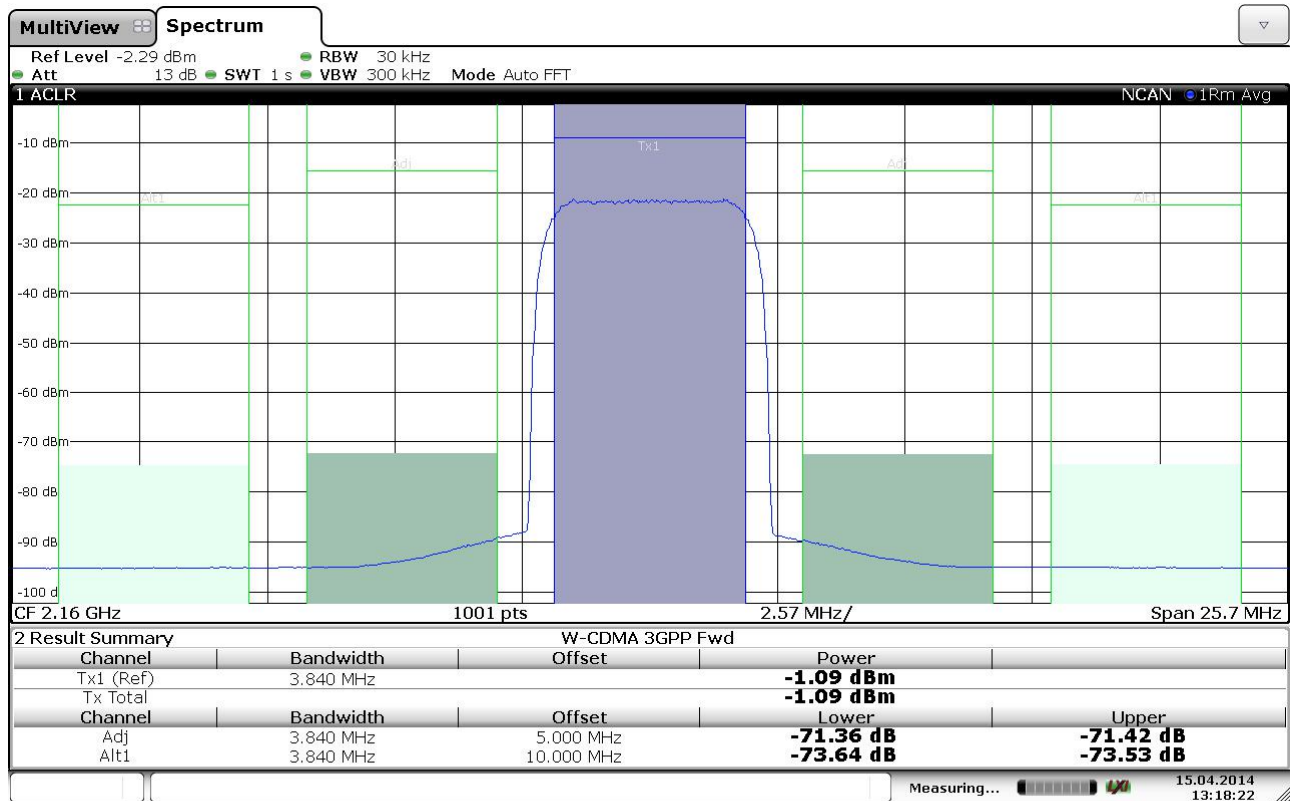 MultiView Spectrum
Ref Level -2.29 dBm RBW 30 kHz
Att 13 dB SWT 1 s VBW 300 kHz Mode Auto FFT
1 ACLR NCAN 1Rm Avg
-10 dBm
Tx1
Adj Adj
-20 dBm
Alt1 Alt1
-30 dBm
-40 dBm
-50 dBm
-60 dBm
-70 dBm
-80 dB
-90 dB
-100 d
CF 2.16 GHz 1001 pts 2.57 MHz/ Span 25.7 MHz
2 Result Summary W-CDMA 3GPP Fwd
Channel Bandwidth Offset Power
Tx1 (Ref) 3.840 MHz -1.09 dBm
Tx Total -1.09 dBm
Channel Bandwidth Offset Lower Upper
Adj 3.840 MHz 5.000 MHz -71.36 dB -71.42 dB
Alt1 3.840 MHz 10.000 MHz -73.64 dB -73.53 dB
Measuring... LXI 15.04.2014
13:18:22